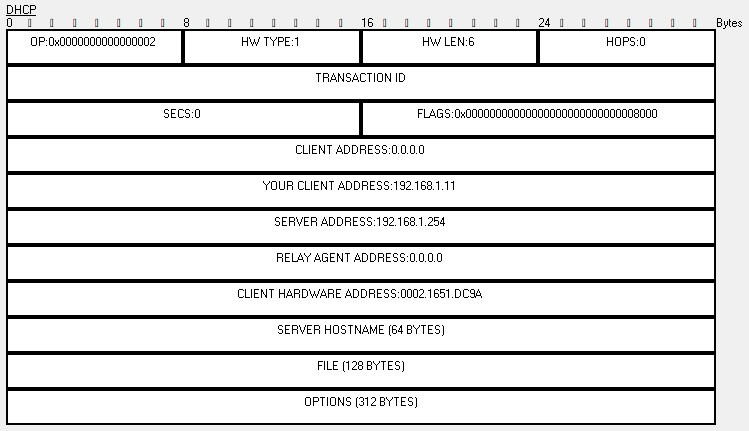 DHCP
0 8 16 24 Bytes
OP:0x0000000000000002 HW TYPE:1 HW LEN:6 HOPS:0
TRANSACTION ID
SECS:0 FLAGS:0x00000000000000000000000000008000
CLIENT ADDRESS:0.0.0.0
YOUR CLIENT ADDRESS:192.168.1.11
SERVER ADDRESS:192.168.1.254
RELAY AGENT ADDRESS:0.0.0.0
CLIENT HARDWARE ADDRESS:0002.1651.DC9A
SERVER HOSTNAME (64 BYTES)
FILE (128 BYTES)
OPTIONS (312 BYTES)